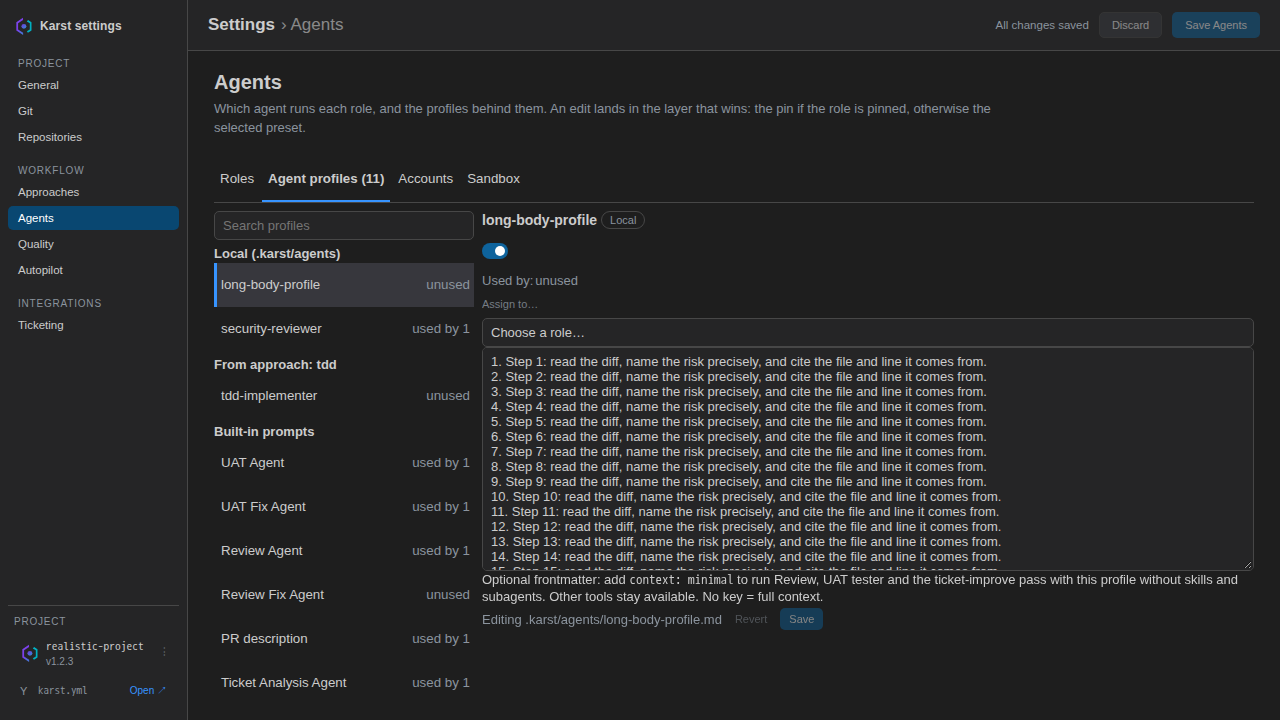 Karst settings
PROJECT
General
Git
Repositories
WORKFLOW
Approaches
Agents
Quality
Autopilot
INTEGRATIONS
Ticketing
PROJECT
realistic-project
v1.2.3
Y karst.yml Open ↗
Settings › Agents
All changes saved
Discard
Save Agents
Agents
Which agent runs each role, and the profiles behind them. An edit lands in the layer that wins: the pin if the role is pinned, otherwise the
selected preset.
Roles Agent profiles (11) Accounts Sandbox
Search profiles
Local (.karst/agents)
long-body-profile unused
security-reviewer used by 1
From approach: tdd
tdd-implementer unused
Built-in prompts
UAT Agent used by 1
UAT Fix Agent used by 1
Review Agent used by 1
Review Fix Agent unused
PR description used by 1
Ticket Analysis Agent used by 1
long-body-profile Local
Used by: unused
Assign to…
Choose a role…
1. Step 1: read the diff, name the risk precisely, and cite the file and line it comes from.
2. Step 2: read the diff, name the risk precisely, and cite the file and line it comes from.
3. Step 3: read the diff, name the risk precisely, and cite the file and line it comes from.
4. Step 4: read the diff, name the risk precisely, and cite the file and line it comes from.
5. Step 5: read the diff, name the risk precisely, and cite the file and line it comes from.
6. Step 6: read the diff, name the risk precisely, and cite the file and line it comes from.
7. Step 7: read the diff, name the risk precisely, and cite the file and line it comes from.
8. Step 8: read the diff, name the risk precisely, and cite the file and line it comes from.
9. Step 9: read the diff, name the risk precisely, and cite the file and line it comes from.
10. Step 10: read the diff, name the risk precisely, and cite the file and line it comes from.
11. Step 11: read the diff, name the risk precisely, and cite the file and line it comes from.
12. Step 12: read the diff, name the risk precisely, and cite the file and line it comes from.
13. Step 13: read the diff, name the risk precisely, and cite the file and line it comes from.
14. Step 14: read the diff, name the risk precisely, and cite the file and line it comes from.
Optional frontmatter: add context: minimal to run Review, UAT tester and the ticket-improve pass with this profile without skills and
subagents. Other tools stay available. No key = full context.
Editing .karst/agents/long-body-profile.md Revert Save